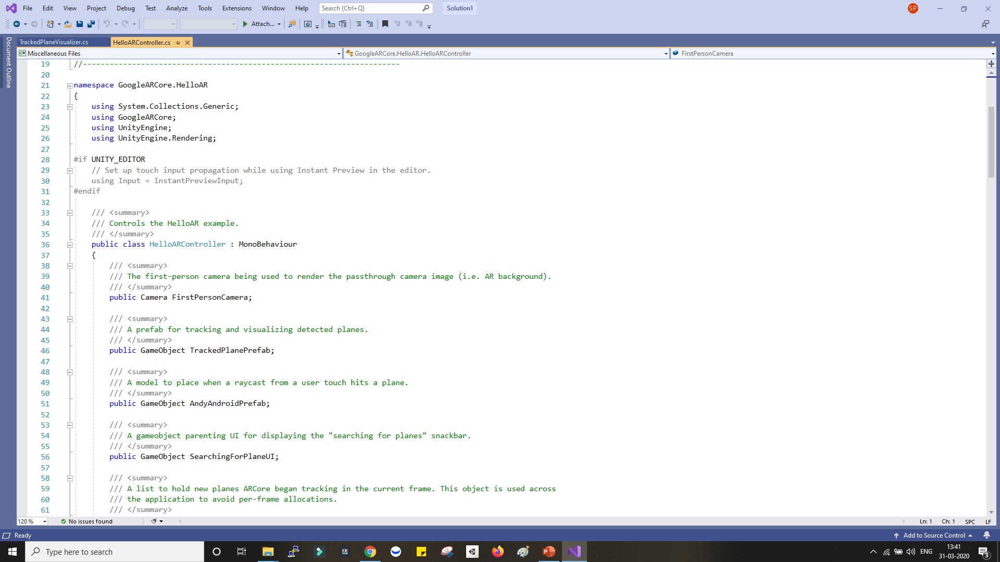 File Edit View Project Debug Test Analyze Tools Extensions Window Help Search (Ctrl+Q) Solution1 SP
Attach...
Document Outline
TrackedPlaneVisualizer.cs HelloARController.cs
C# Miscellaneous Files GoogleARCore.HelloAR.HelloARController FirstPersonCamera
19 //-----------------------------------------------------------------------
20
21 namespace GoogleARCore.HelloAR
22 {
23 using System.Collections.Generic;
24 using GoogleARCore;
25 using UnityEngine;
26 using UnityEngine.Rendering;
27
28 #if UNITY_EDITOR
29 // Set up touch input propagation while using Instant Preview in the editor.
30 using Input = InstantPreviewInput;
31 #endif
32
33 /// <summary>
34 /// Controls the HelloAR example.
35 /// </summary>
36 public class HelloARController : MonoBehaviour
37 {
38 /// <summary>
39 /// The first-person camera being used to render the passthrough camera image (i.e. AR background).
40 /// </summary>
41 public Camera FirstPersonCamera;
42
43 /// <summary>
44 /// A prefab for tracking and visualizing detected planes.
45 /// </summary>
46 public GameObject TrackedPlanePrefab;
47
48 /// <summary>
49 /// A model to place when a raycast from a user touch hits a plane.
50 /// </summary>
51 public GameObject AndyAndroidPrefab;
52
53 /// <summary>
54 /// A gameobject parenting UI for displaying the "searching for planes" snackbar.
55 /// </summary>
56 public GameObject SearchingForPlaneUI;
57
58 /// <summary>
59 /// A list to hold new planes ARCore began tracking in the current frame. This object is used across
60 /// the application to avoid per-frame allocations.
61 /// </summary>
120 % No issues found Ln: 1 Ch: 1 SPC LF
Ready Add to Source Control
Type here to search ENG 13:41
31-03-2020 3